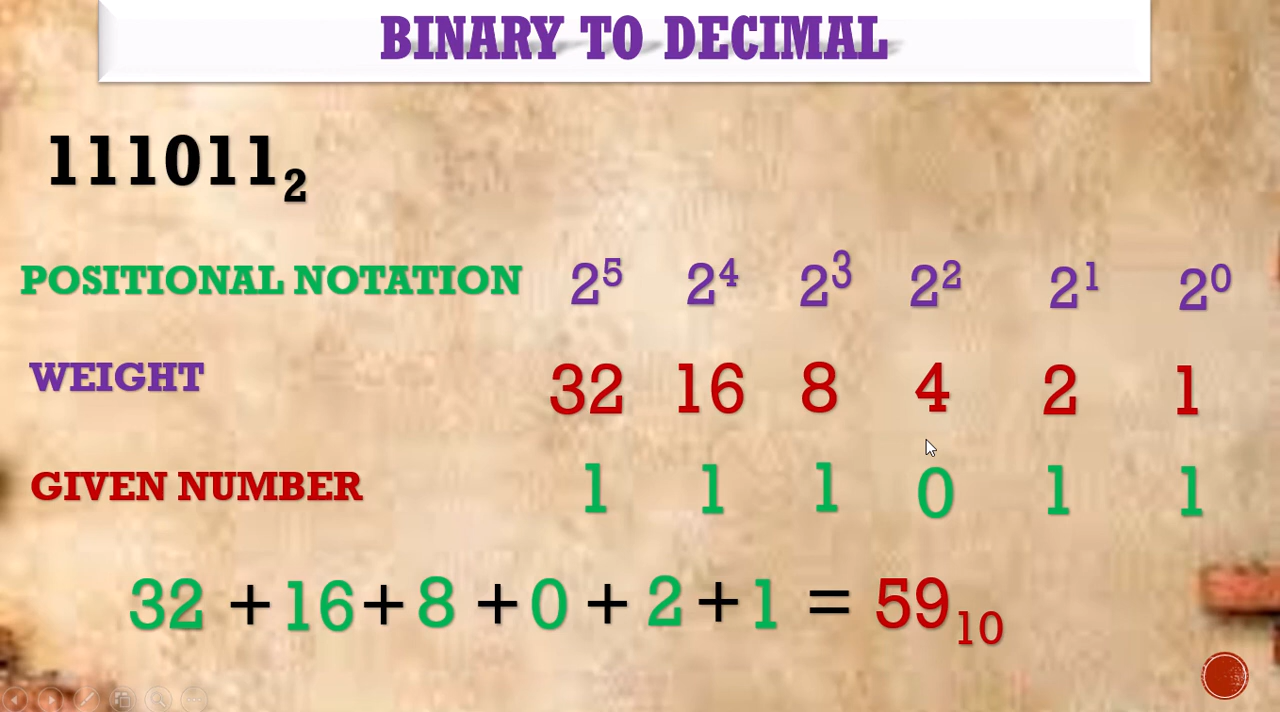 BINARY TO DECIMAL
111011₂
POSITIONAL NOTATION 2⁵ 2⁴ 2³ 2² 2¹ 2⁰
WEIGHT 32 16 8 4 2 1
GIVEN NUMBER 1 1 1 0 1 1
32 + 16 + 8 + 0 + 2 + 1 = 59₁₀